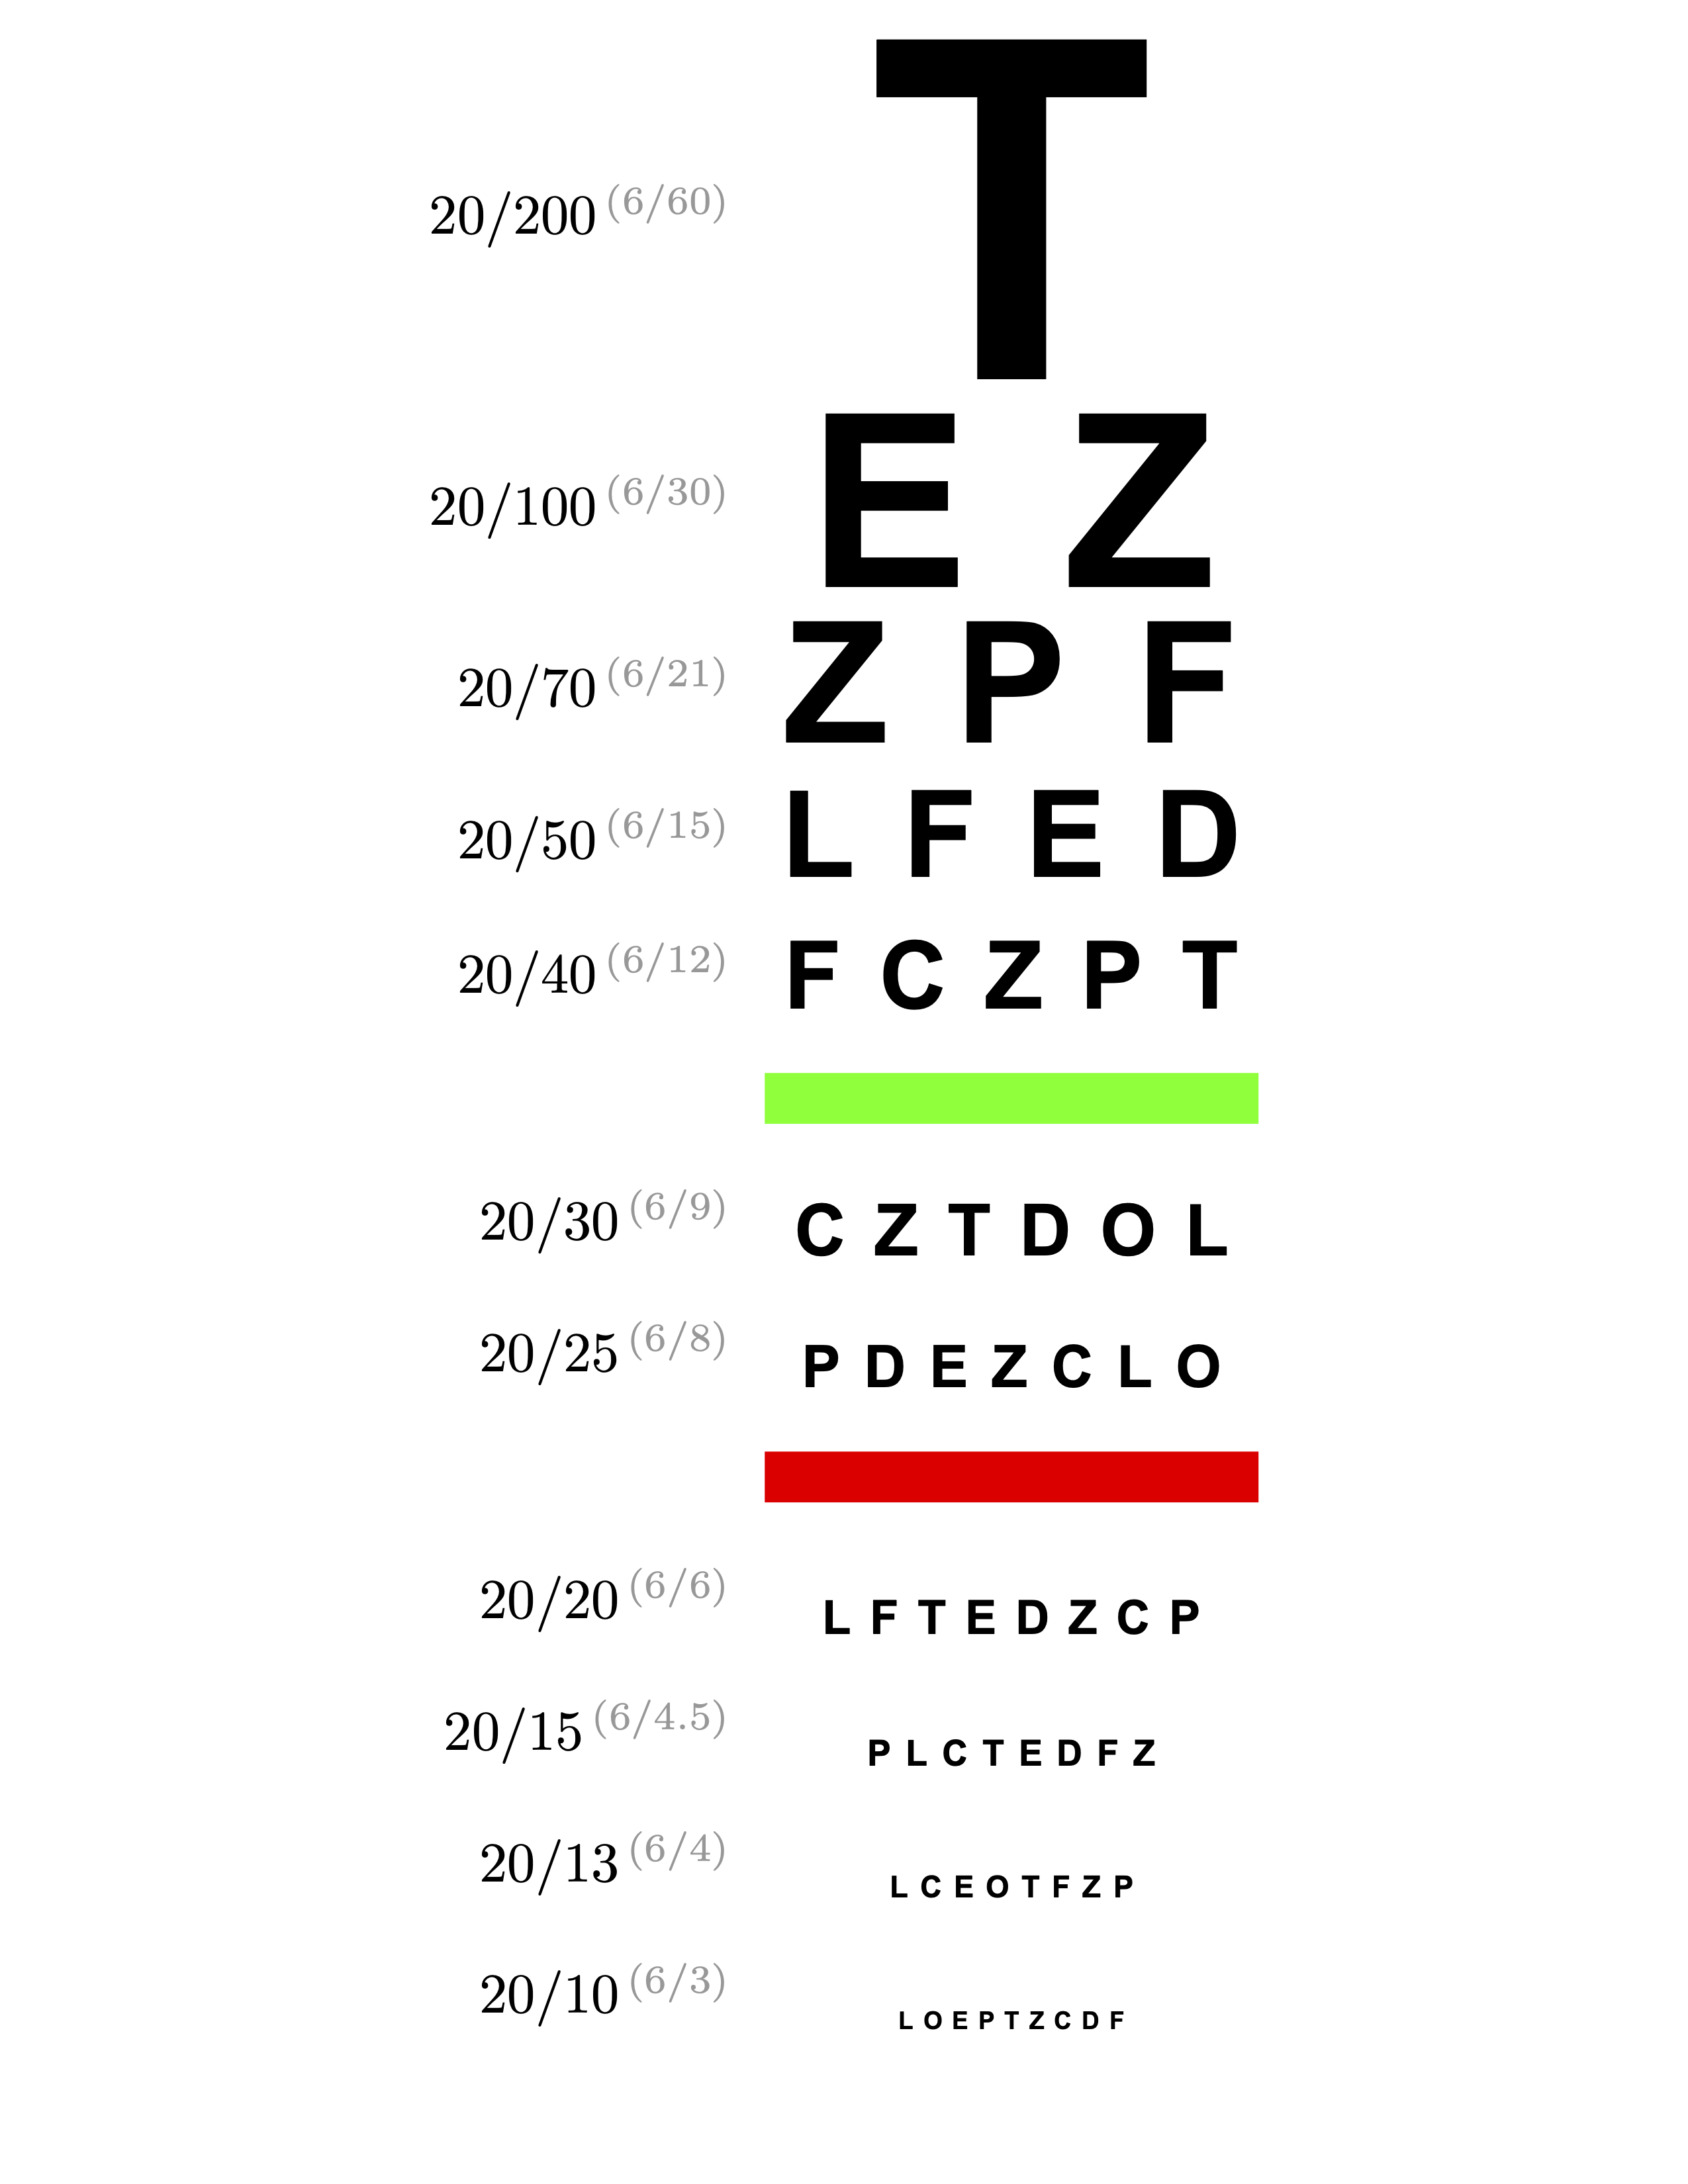 T
20/200 (6/60)
E Z
20/100 (6/30)
Z P F
20/70 (6/21)
L F E D
20/50 (6/15)
F C Z P T
20/40 (6/12)
C Z T D O L
20/30 (6/9)
P D E Z C L O
20/25 (6/8)
L F T E D Z C P
20/20 (6/6)
P L C T E D F Z
20/15 (6/4.5)
L C E O T F Z P
20/13 (6/4)
L O E P T Z C D F
20/10 (6/3)